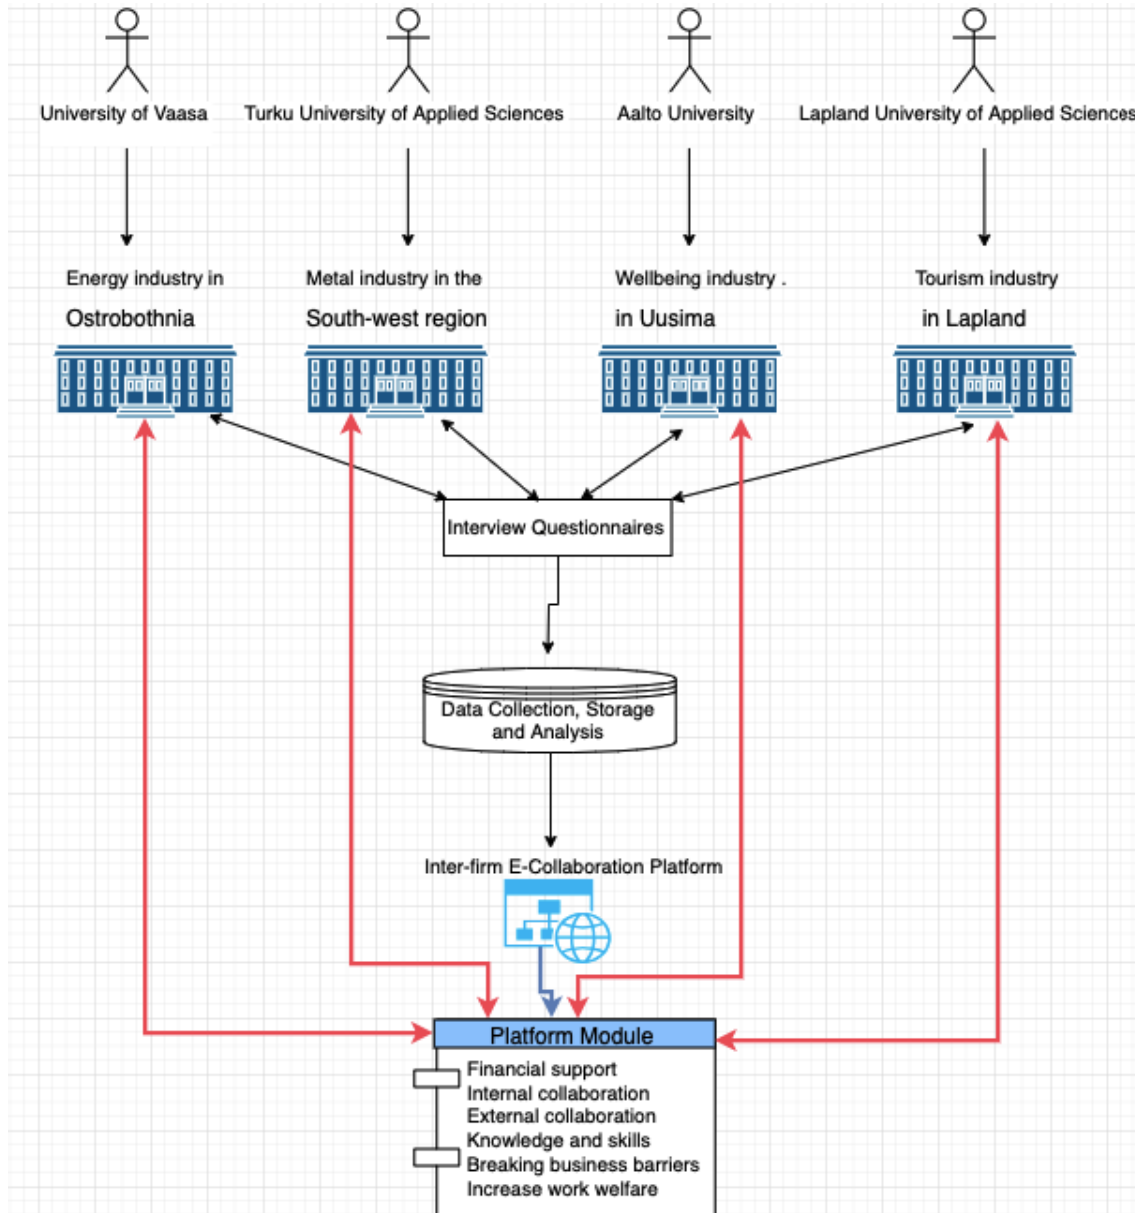 University of Vaasa
Turku University of Applied Sciences
Aalto University
Lapland University of Applied Sciences
Energy industry in
Ostrobothnia
Metal industry in the
South-west region
Wellbeing industry .
in Uusima
Tourism industry
in Lapland
Interview Questionnaires
Data Collection, Storage
and Analysis
Inter-firm E-Collaboration Platform
Platform Module
Financial support
Internal collaboration
External collaboration
Knowledge and skills
Breaking business barriers
Increase work welfare